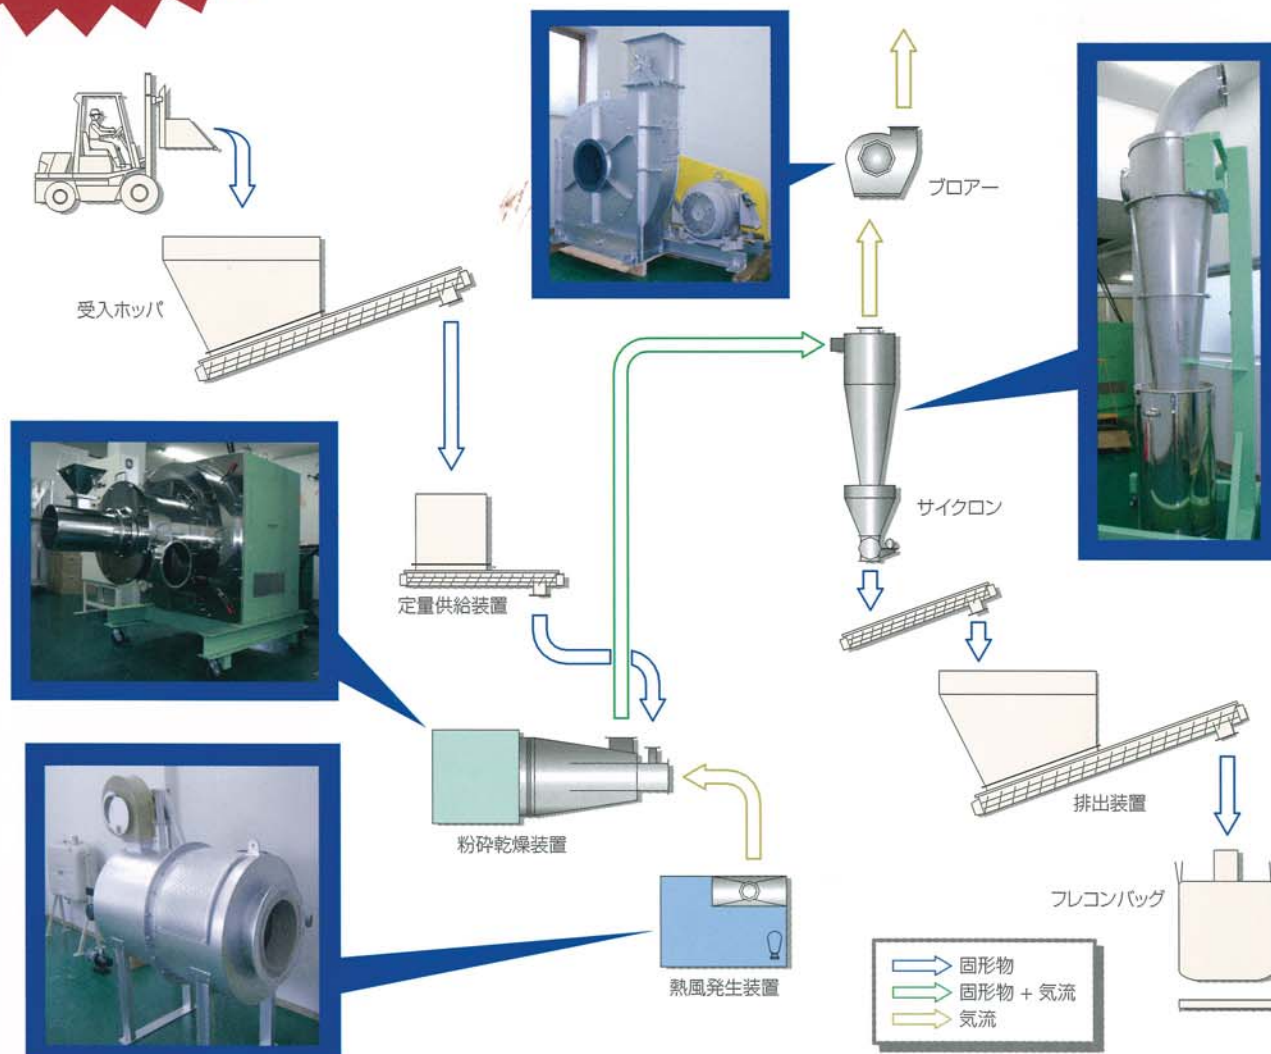 ブロアー
受入ホッパ
サイクロン
定量供給装置
粉砕乾燥装置
排出装置
フレコンバッグ
熱風発生装置
固形物
固形物 + 気流
気流